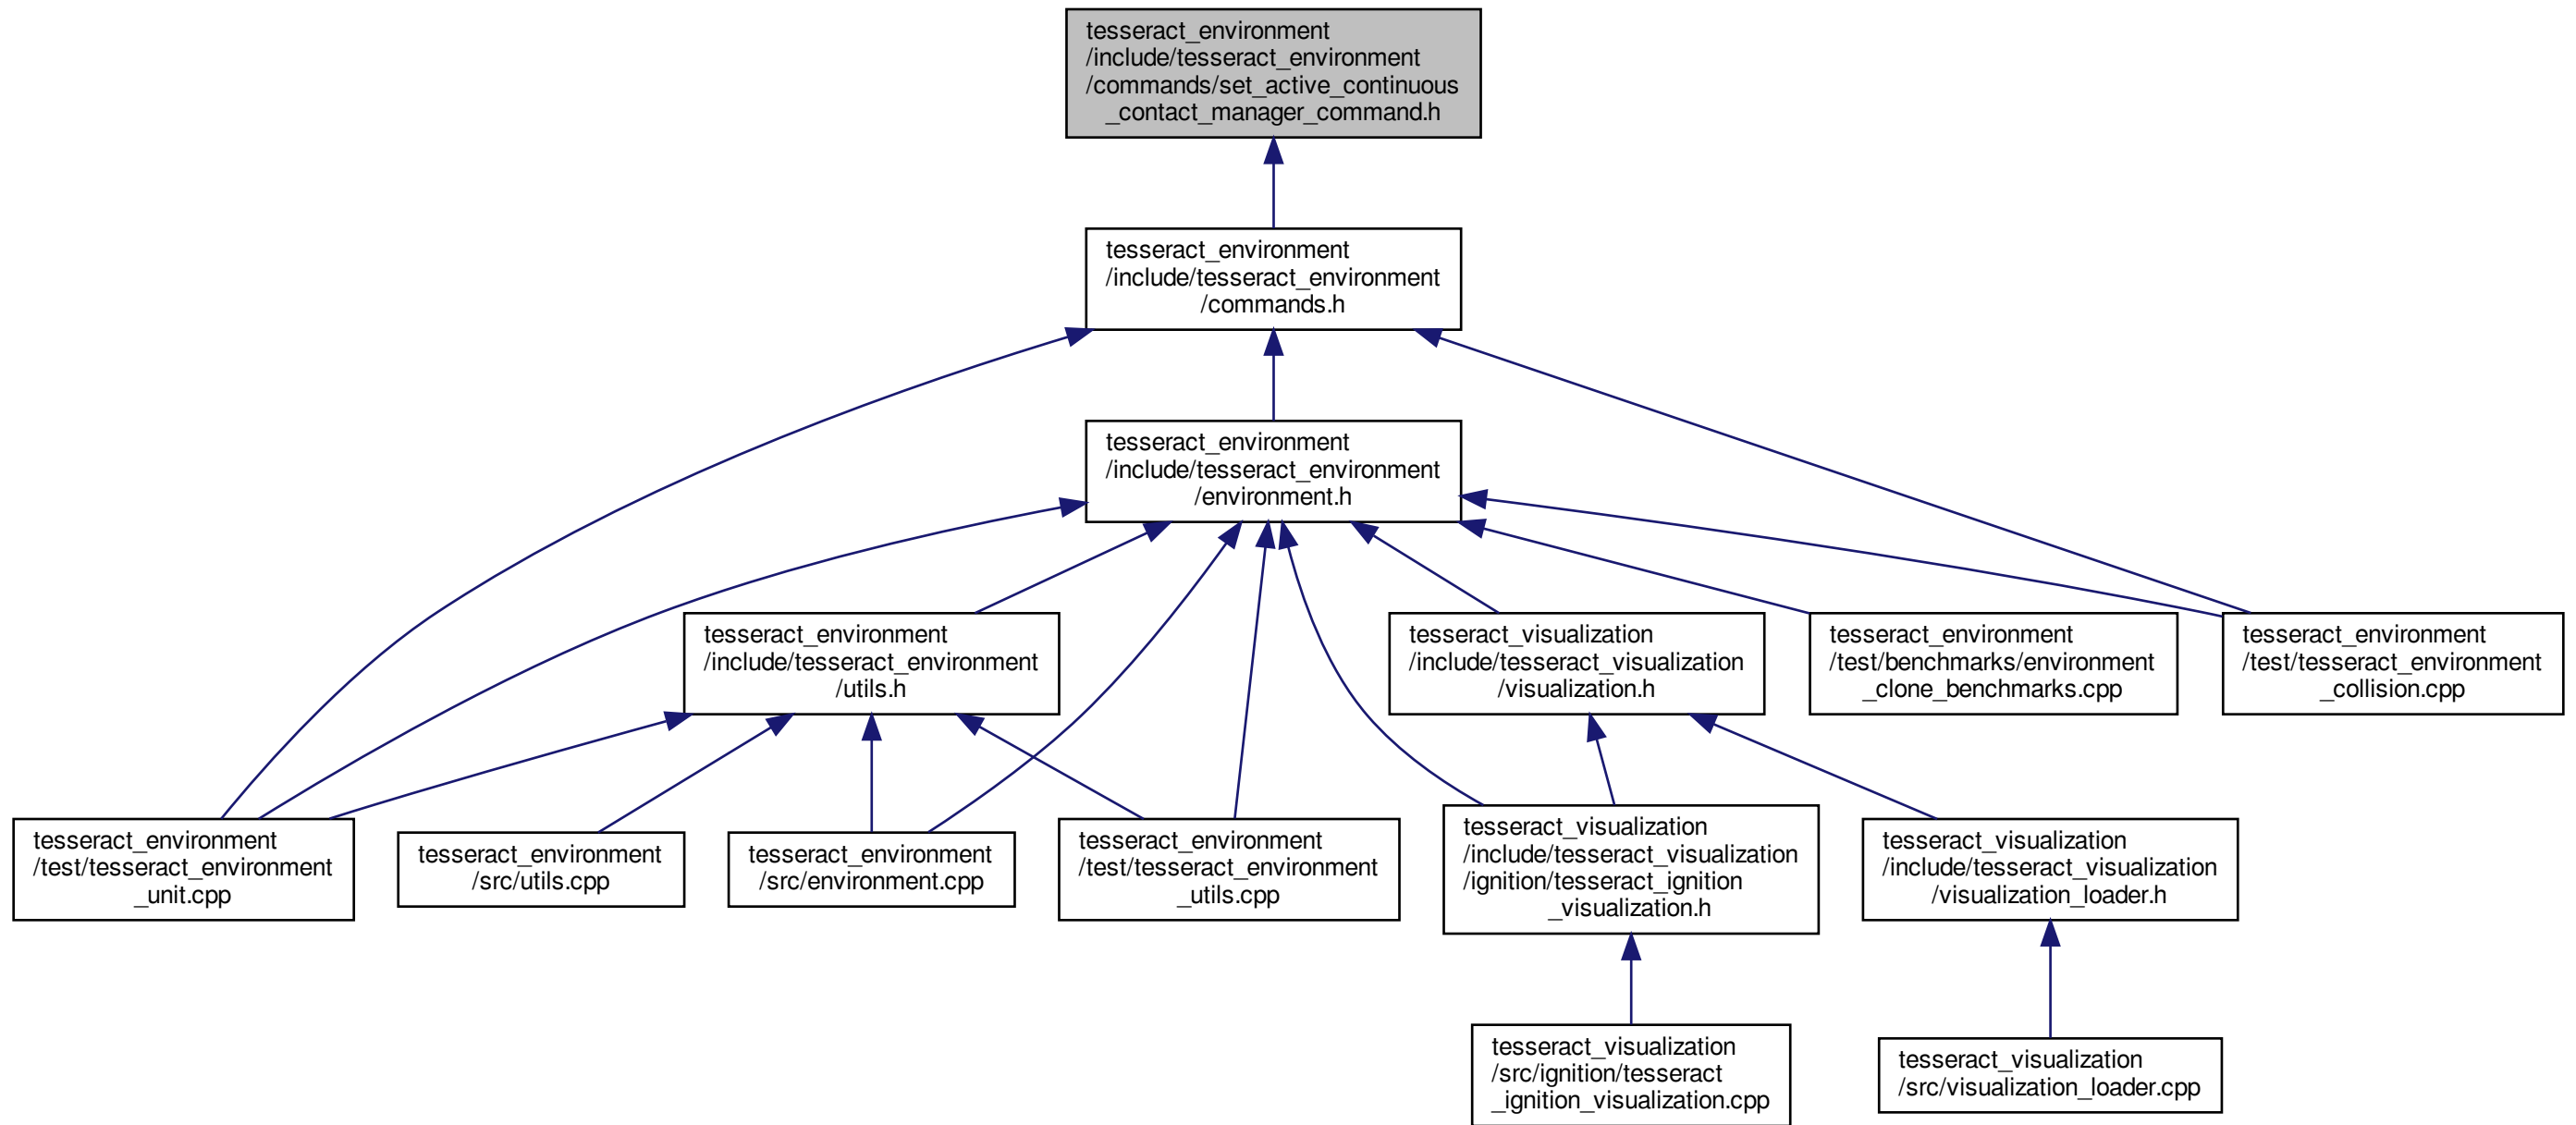 tesseract_environment
/include/tesseract_environment
/commands/set_active_continuous
_contact_manager_command.h
tesseract_environment
/include/tesseract_environment
/commands.h
tesseract_environment
/include/tesseract_environment
/environment.h
tesseract_environment
/include/tesseract_environment
/utils.h
tesseract_visualization
/include/tesseract_visualization
/visualization.h
tesseract_environment
/test/benchmarks/environment
_clone_benchmarks.cpp
tesseract_environment
/test/tesseract_environment
_collision.cpp
tesseract_environment
/test/tesseract_environment
_unit.cpp
tesseract_environment
/src/utils.cpp
tesseract_environment
/src/environment.cpp
tesseract_environment
/test/tesseract_environment
_utils.cpp
tesseract_visualization
/include/tesseract_visualization
/ignition/tesseract_ignition
_visualization.h
tesseract_visualization
/include/tesseract_visualization
/visualization_loader.h
tesseract_visualization
/src/ignition/tesseract
_ignition_visualization.cpp
tesseract_visualization
/src/visualization_loader.cpp